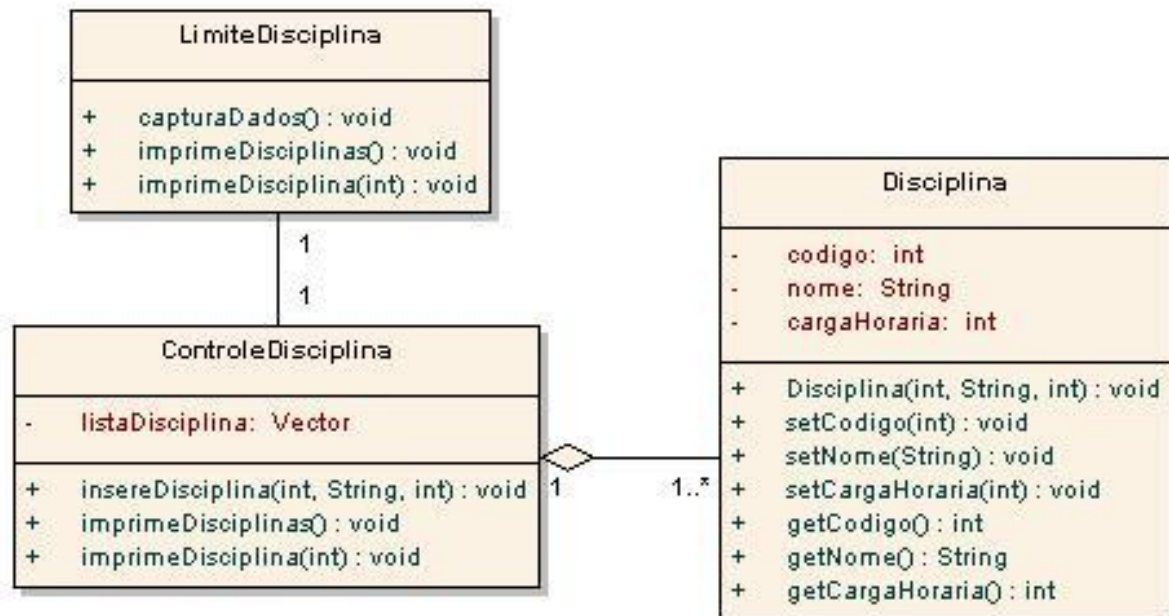 LimiteDisciplina
+ capturaDados() : void
+ imprimeDisciplinas() : void
+ imprimeDisciplina(int) : void
1
1
ControleDisciplina
- listaDisciplina: Vector
+ insereDisciplina(int, String, int) : void
+ imprimeDisciplinas() : void
+ imprimeDisciplina(int) : void
1
1..*
Disciplina
- codigo: int
- nome: String
- cargaHoraria: int
+ Disciplina(int, String, int) : void
+ setCodigo(int) : void
+ setNome(String) : void
+ setCargaHoraria(int) : void
+ getCodigo() : int
+ getNome() : String
+ getCargaHoraria() : int